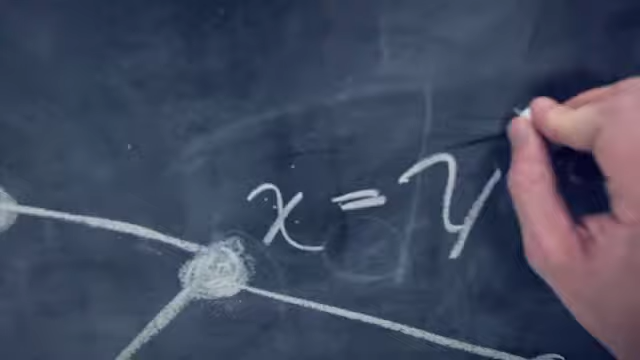 x = y